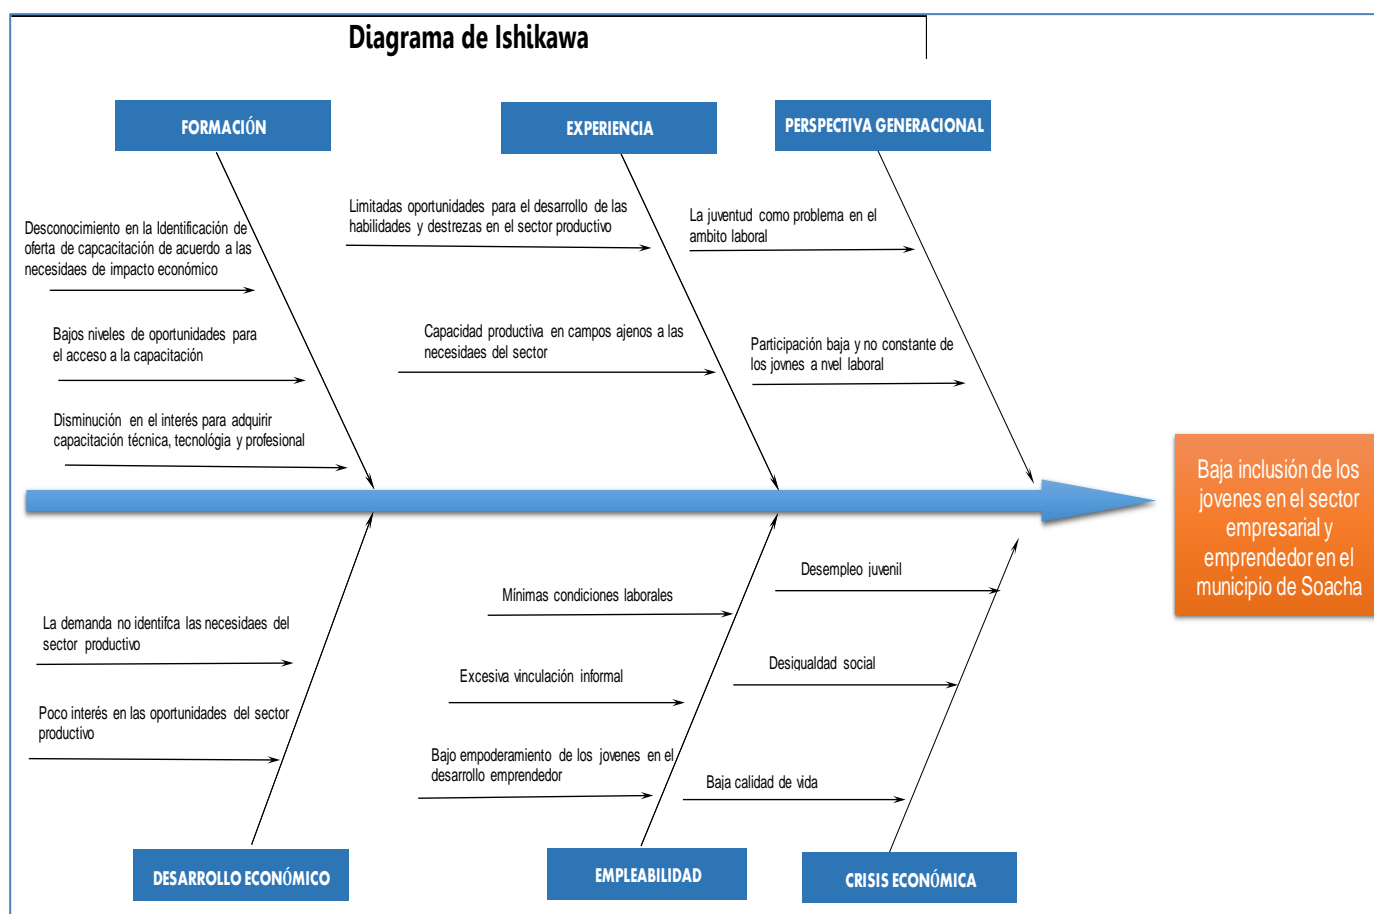 Diagrama de Ishikawa
FORMACIÓN
EXPERIENCIA
PERSPECTIVA GENERACIONAL
Desconocimiento en la Identificación de
oferta de capcacitación de acuerdo a las
necesidaes de impacto económico
Bajos niveles de oportunidades para
el acceso a la capacitación
Disminución en el interés para adquirir
capacitación técnica, tecnológia y profesional
Limitadas oportunidades para el desarrollo de las
habilidades y destrezas en el sector productivo
Capacidad productiva en campos ajenos a las
necesidaes del sector
La juventud como problema en el
ambito laboral
Participación baja y no constante de
los jovnes a nvel laboral
Baja inclusión de los
jovenes en el sector
empresarial y
emprendedor en el
municipio de Soacha
La demanda no identifca las necesidaes del
sector productivo
Poco interés en las oportunidades del sector
productivo
Mínimas condiciones laborales
Excesiva vinculación informal
Bajo empoderamiento de los jovenes en el
desarrollo emprendedor
Desempleo juvenil
Desigualdad social
Baja calidad de vida
DESARROLLO ECONÓMICO
EMPLEABILIDAD
CRISIS ECONÓMICA